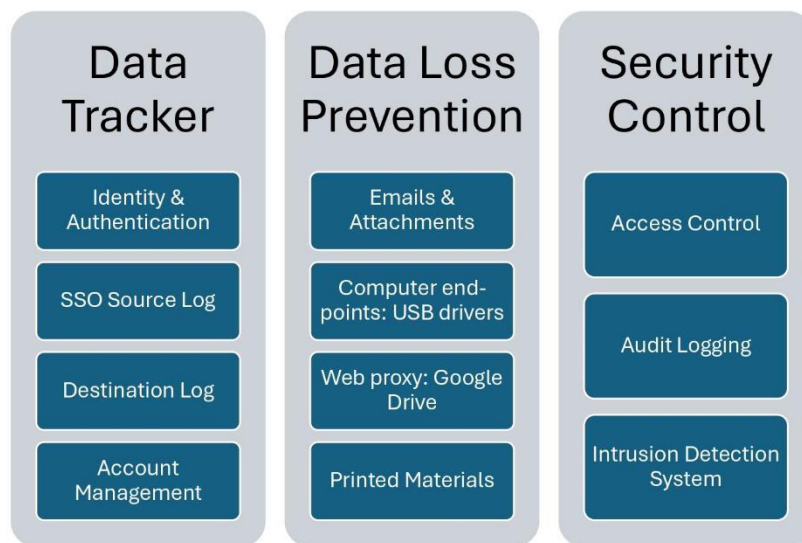 Data
Tracker
Identity &
Authentication
SSO Source Log
Destination Log
Account
Management
Data Loss
Prevention
Emails &
Attachments
Computer end-
points: USB drivers
Web proxy: Google
Drive
Printed Materials
Security
Control
Access Control
Audit Logging
Intrusion Detection
System